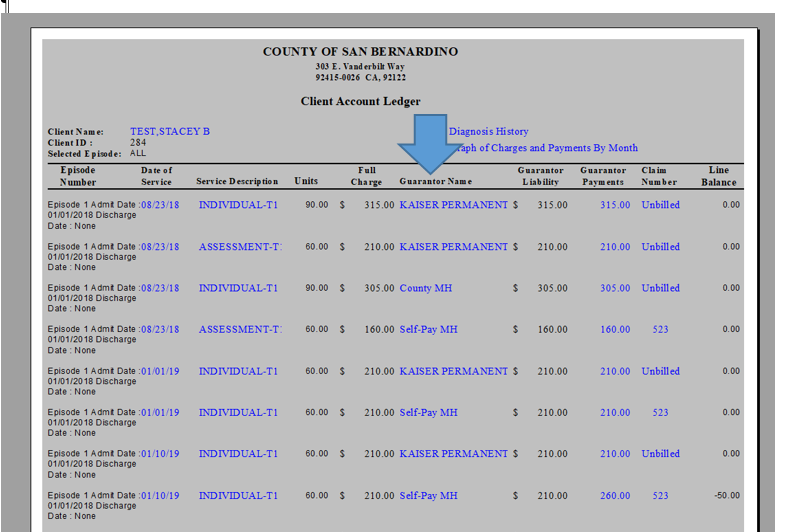 COUNTY OF SAN BERNARDINO
303 E. Vanderbilt Way
92415-0026 CA, 92122
Client Account Ledger
Client Name: TEST,STACEY B Diagnosis History
Client ID : 284 of Charges and Payments By Month
Selected Episode: ALL
Episode Number Date of Service Service Description Units Full Charge Guarantor Name Guarantor Liability Guarantor Payments Claim Number Line Balance
Episode 1 Admit Date :08/23/18 INDIVIDUAL-T1 90.00 $ 315.00 KAISER PERMANENT $ 315.00 315.00 Unbilled 0.00
01/01/2018 Discharge
Date : None
Episode 1 Admit Date :08/23/18 ASSESSMENT-T: 60.00 $ 210.00 KAISER PERMANENT $ 210.00 210.00 Unbilled 0.00
01/01/2018 Discharge
Date : None
Episode 1 Admit Date :08/23/18 INDIVIDUAL-T1 90.00 $ 305.00 County MH $ 305.00 305.00 Unbilled 0.00
01/01/2018 Discharge
Date : None
Episode 1 Admit Date :08/23/18 ASSESSMENT-T: 60.00 $ 160.00 Self-Pay MH $ 160.00 160.00 523 0.00
01/01/2018 Discharge
Date : None
Episode 1 Admit Date :01/01/19 INDIVIDUAL-T1 60.00 $ 210.00 KAISER PERMANENT $ 210.00 210.00 Unbilled 0.00
01/01/2018 Discharge
Date : None
Episode 1 Admit Date :01/01/19 INDIVIDUAL-T1 60.00 $ 210.00 Self-Pay MH $ 210.00 210.00 523 0.00
01/01/2018 Discharge
Date : None
Episode 1 Admit Date :01/10/19 INDIVIDUAL-T1 60.00 $ 210.00 KAISER PERMANENT $ 210.00 210.00 Unbilled 0.00
01/01/2018 Discharge
Date : None
Episode 1 Admit Date :01/10/19 INDIVIDUAL-T1 60.00 $ 210.00 Self-Pay MH $ 210.00 260.00 523 -50.00
01/01/2018 Discharge
Date : None